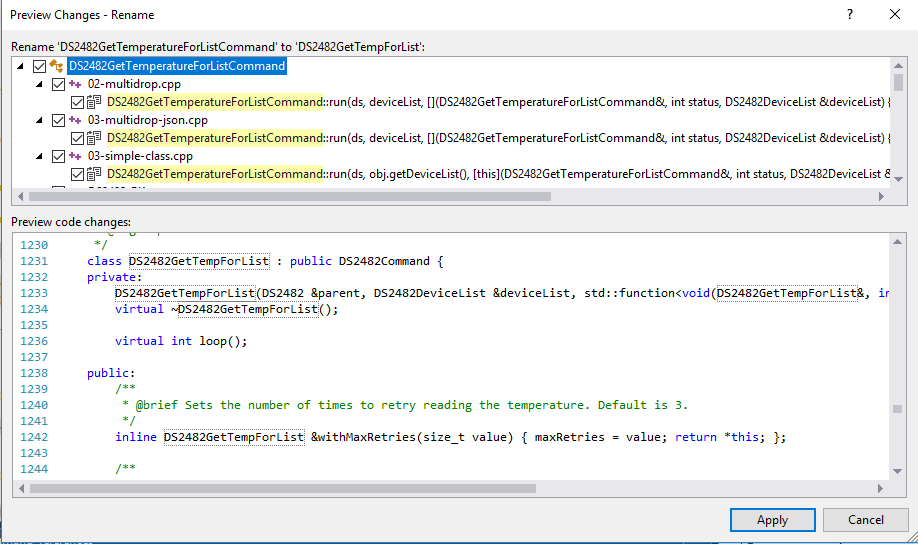 Preview Changes - Rename
?
Rename 'DS2482GetTemperatureForListCommand' to 'DS2482GetTempForList':
DS2482GetTemperatureForListCommand
02-multidrop.cpp
DS2482GetTemperatureForListCommand::run(ds, deviceList, [](DS2482GetTemperatureForListCommand&, int status, DS2482DeviceList &deviceList) {
03-multidrop-json.cpp
DS2482GetTemperatureForListCommand::run(ds, deviceList, [](DS2482GetTemperatureForListCommand&, int status, DS2482DeviceList &deviceList) {
03-simple-class.cpp
DS2482GetTemperatureForListCommand::run(ds, obj.getDeviceList(), [this](DS2482GetTemperatureForListCommand&, int status, DS2482DeviceList &
Preview code changes:
1230 */
1231 class DS2482GetTempForList : public DS2482Command {
1232 private:
1233 DS2482GetTempForList(DS2482 &parent, DS2482DeviceList &deviceList, std::function<void(DS2482GetTempForList&, in
1234 virtual ~DS2482GetTempForList();
1235
1236 virtual int loop();
1237
1238 public:
1239 /**
1240 * @brief Sets the number of times to retry reading the temperature. Default is 3.
1241 */
1242 inline DS2482GetTempForList &withMaxRetries(size_t value) { maxRetries = value; return *this; };
1243
1244 /**
Apply
Cancel